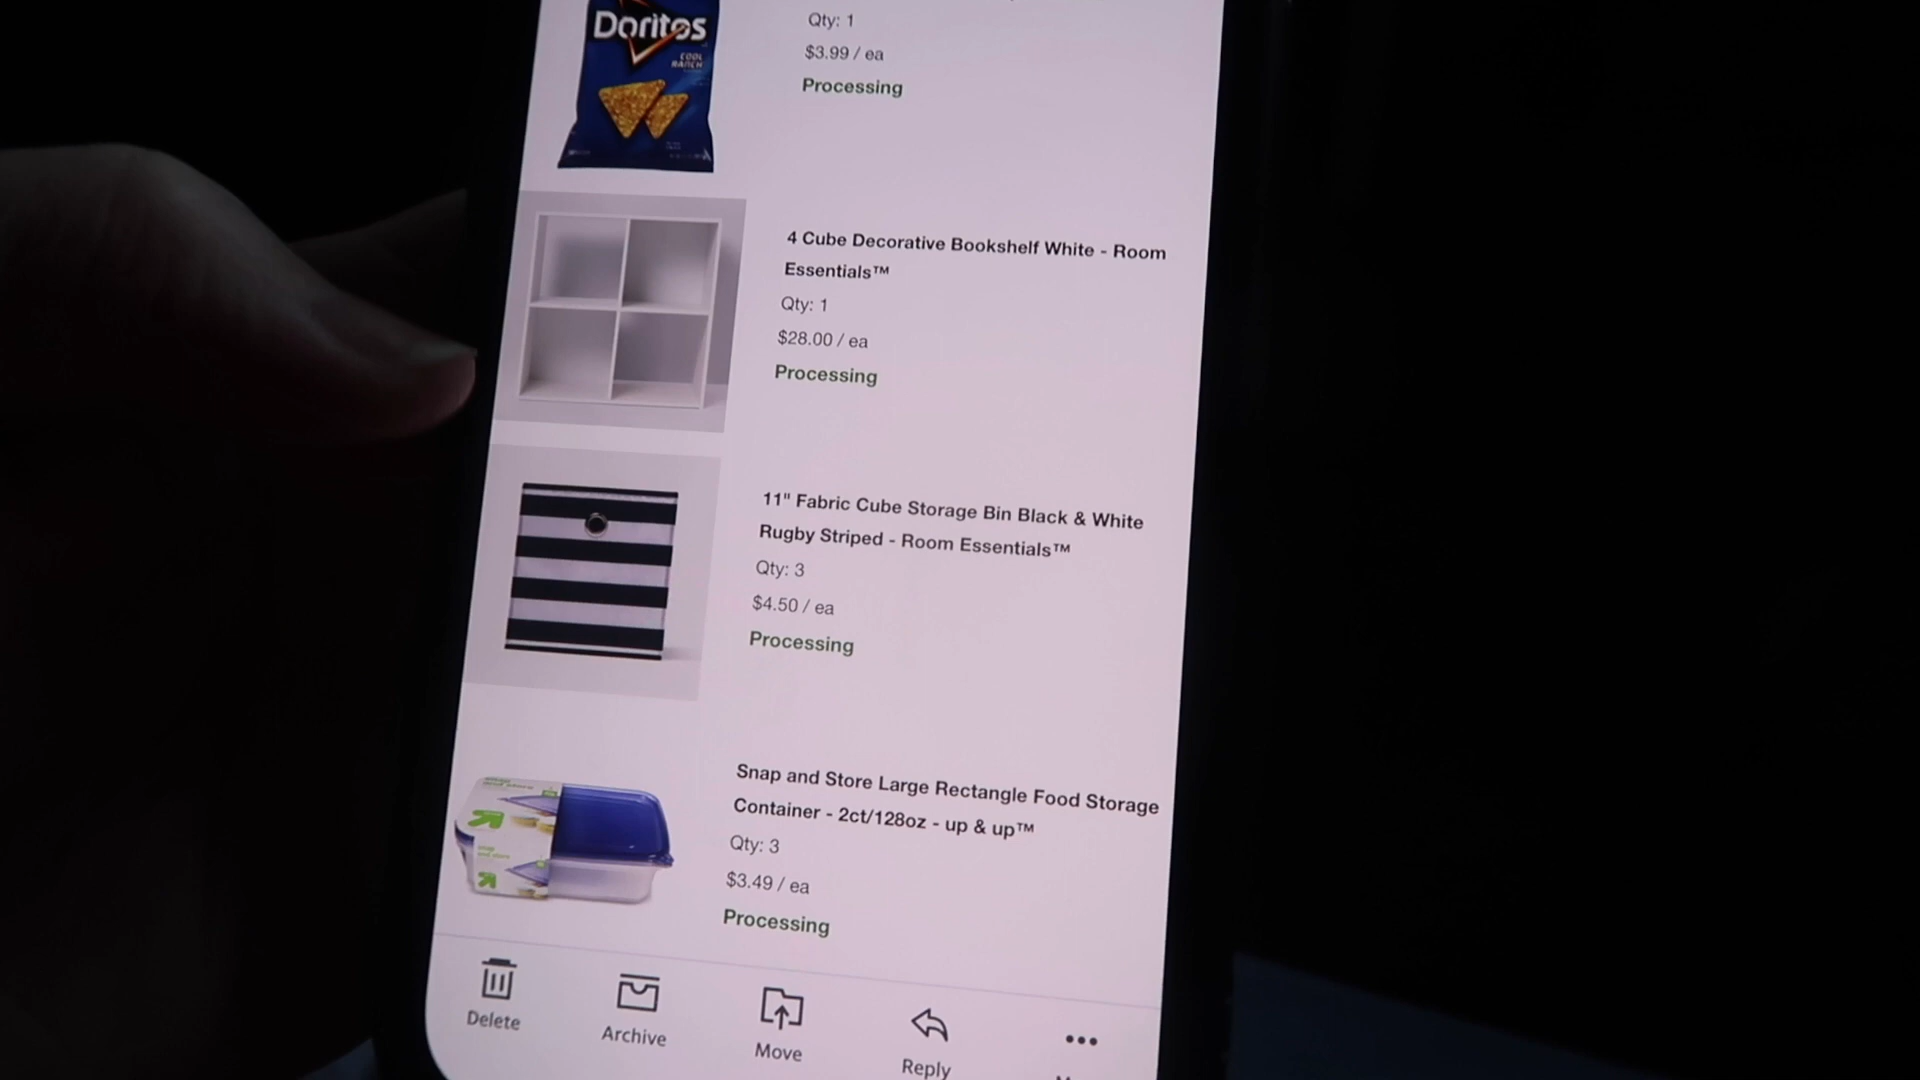 Doritos
COOL
RANCH
Qty: 1
$3.99 / ea
Processing
4 Cube Decorative Bookshelf White - Room
Essentials™
Qty: 1
$28.00 / ea
Processing
11" Fabric Cube Storage Bin Black & White
Rugby Striped - Room Essentials™
Qty: 3
$4.50 / ea
Processing
Snap and Store Large Rectangle Food Storage
Container - 2ct/128oz - up & up™
Qty: 3
$3.49 / ea
Processing
Delete
Archive
Move
Reply